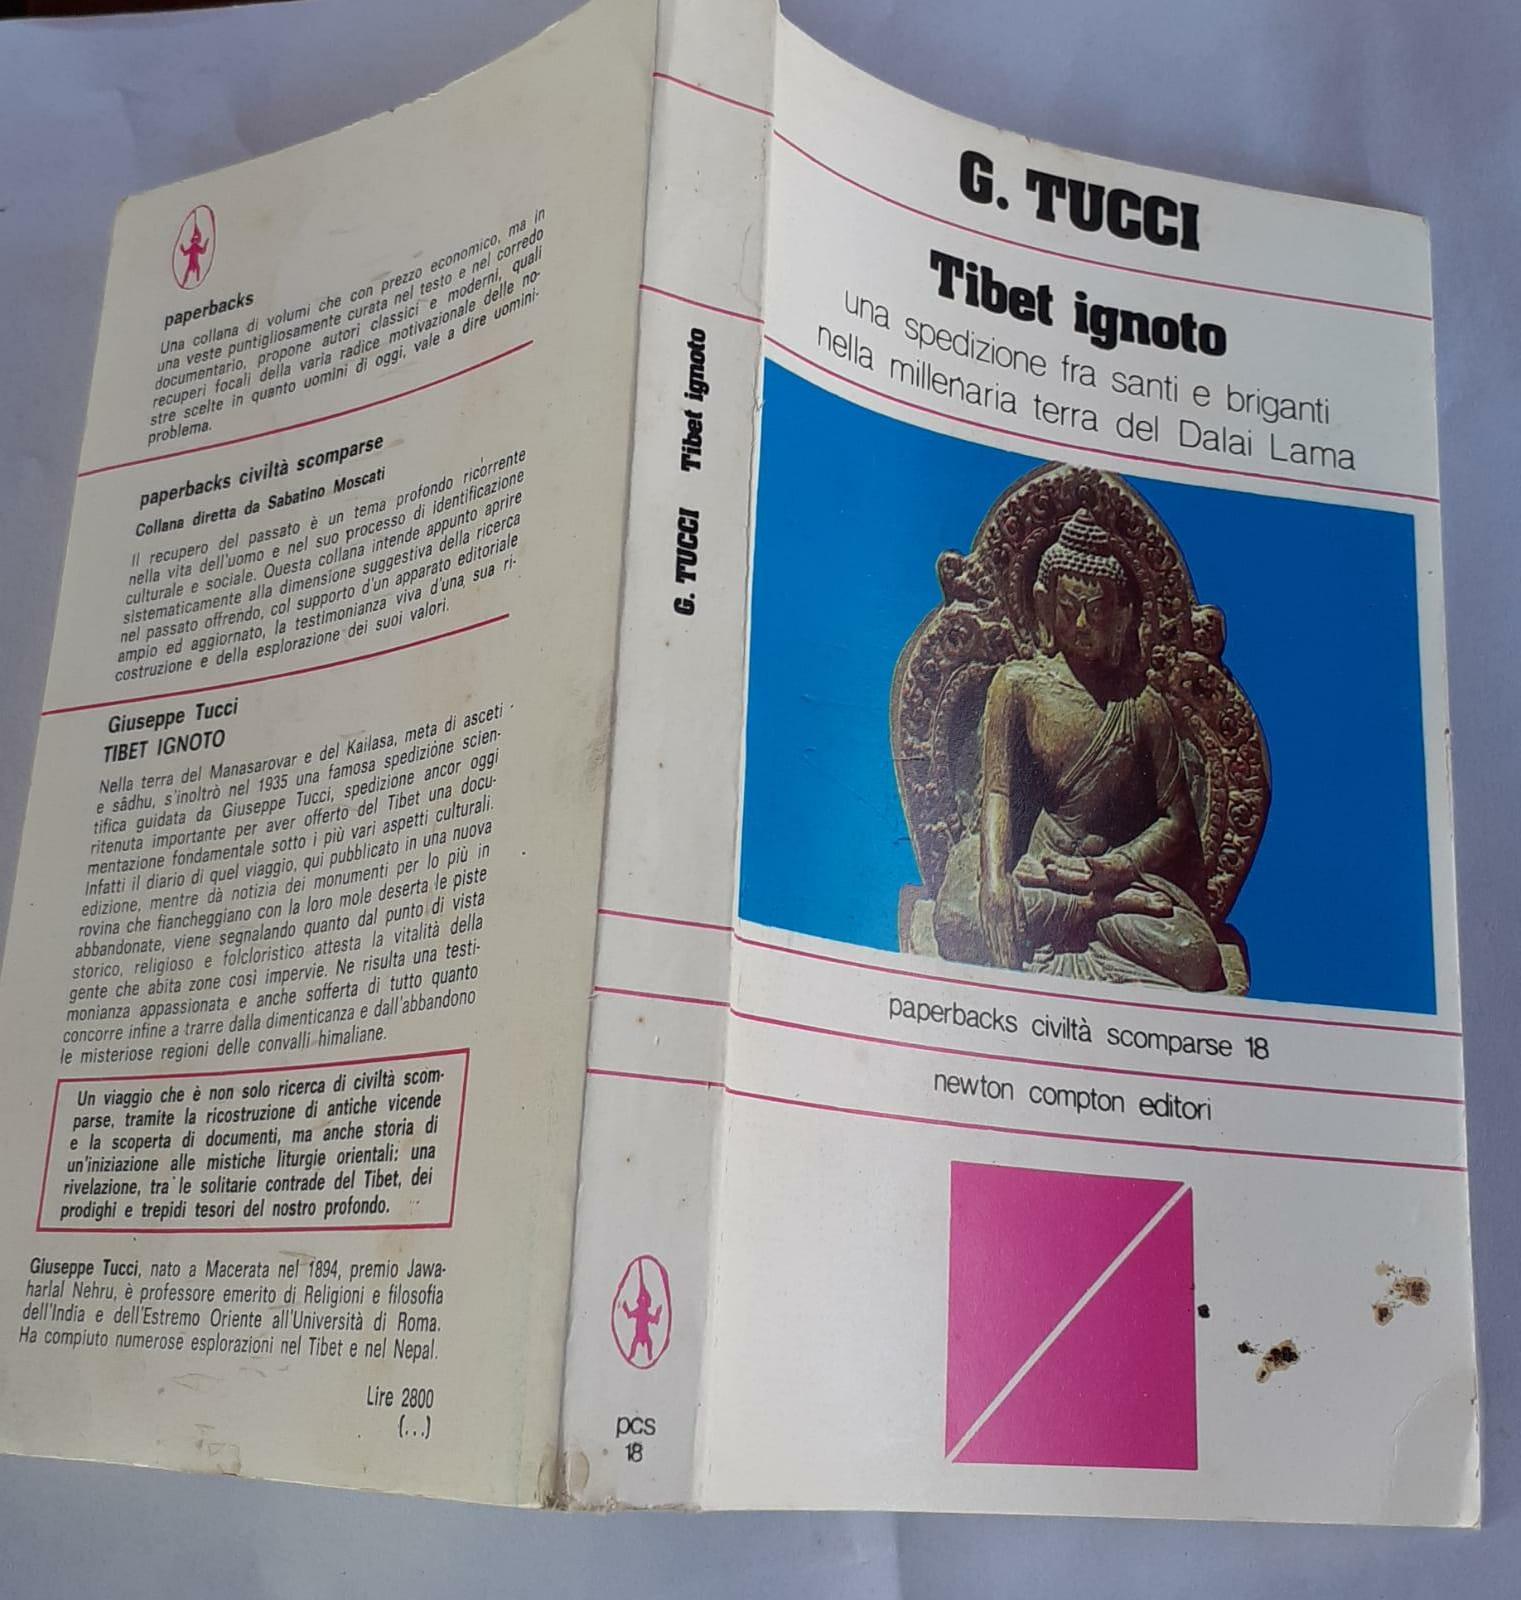 paperbacks
Una collana di volumi che con prezzo economico, ma in
una veste puntigliosamente curata nel testo e nel corredo
documentario, propone autori classici e moderni, quali
recuperi focali della varia radice motivazionale delle no-
stre scelte in quanto uomini di oggi, vale a dire uomini-
problema.
paperbacks civiltà scomparse
Collana diretta da Sabatino Moscati
Il recupero del passato è un tema profondo ricorrente
nella vita dell'uomo e nel suo processo di identificazione
culturale e sociale. Questa collana intende appunto aprire
sistematicamente alla dimensione suggestiva della ricerca
nel passato offrendo, col supporto d'un apparato editoriale
ampio ed aggiornato, la testimonianza viva d'una sua ri-
costruzione e della esplorazione dei suoi valori.
Giuseppe Tucci
TIBET IGNOTO
Nella terra del Manasarovar e del Kailasa, meta di asceti
e sâdhu, s'inoltrò nel 1935 una famosa spedizione scien-
tifica guidata da Giuseppe Tucci, spedizione ancor oggi
ritenuta importante per aver offerto del Tibet una docu-
mentazione fondamentale sotto i più vari aspetti culturali.
Infatti il diario di quel viaggio, qui pubblicato in una nuova
edizione, mentre dà notizia dei monumenti per lo più in
rovina che fiancheggiano con la loro mole deserta le piste
abbandonate, viene segnalando quanto dal punto di vista
storico, religioso e folcloristico attesta la vitalità della
gente che abita zone così impervie. Ne risulta una testi-
monianza appassionata e anche sofferta di tutto quanto
concorre infine a trarre dalla dimenticanza e dall'abbandono
le misteriose regioni delle convalli himaliane.
Un viaggio che è non solo ricerca di civiltà scom-
parse, tramite la ricostruzione di antiche vicende
e la scoperta di documenti, ma anche storia di
un'iniziazione alle mistiche liturgie orientali: una
rivelazione, tra le solitarie contrade del Tibet, dei
prodighi e trepidi tesori del nostro profondo.
Giuseppe Tucci, nato a Macerata nel 1894, premio Jawa-
harlal Nehru, è professore emerito di Religioni e filosofia
dell'India e dell'Estremo Oriente all'Università di Roma.
Ha compiuto numerose esplorazioni nel Tibet e nel Nepal.
Lire 2800
(...)
G. TUCCI Tibet ignoto
pcs
18
G. TUCCI
Tibet ignoto
una spedizione fra santi e briganti
nella millenaria terra del Dalai Lama
paperbacks civiltà scomparse 18
newton compton editori